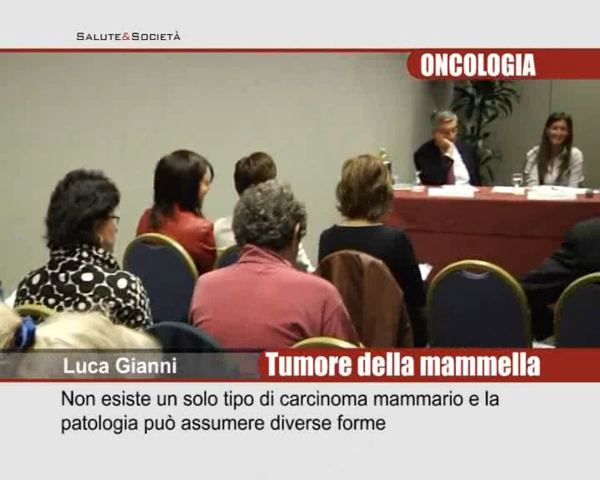 SALUTE&SOCIETÀ
ONCOLOGIA
Luca Gianni
Tumore della mammella
Non esiste un solo tipo di carcinoma mammario e la
patologia può assumere diverse forme